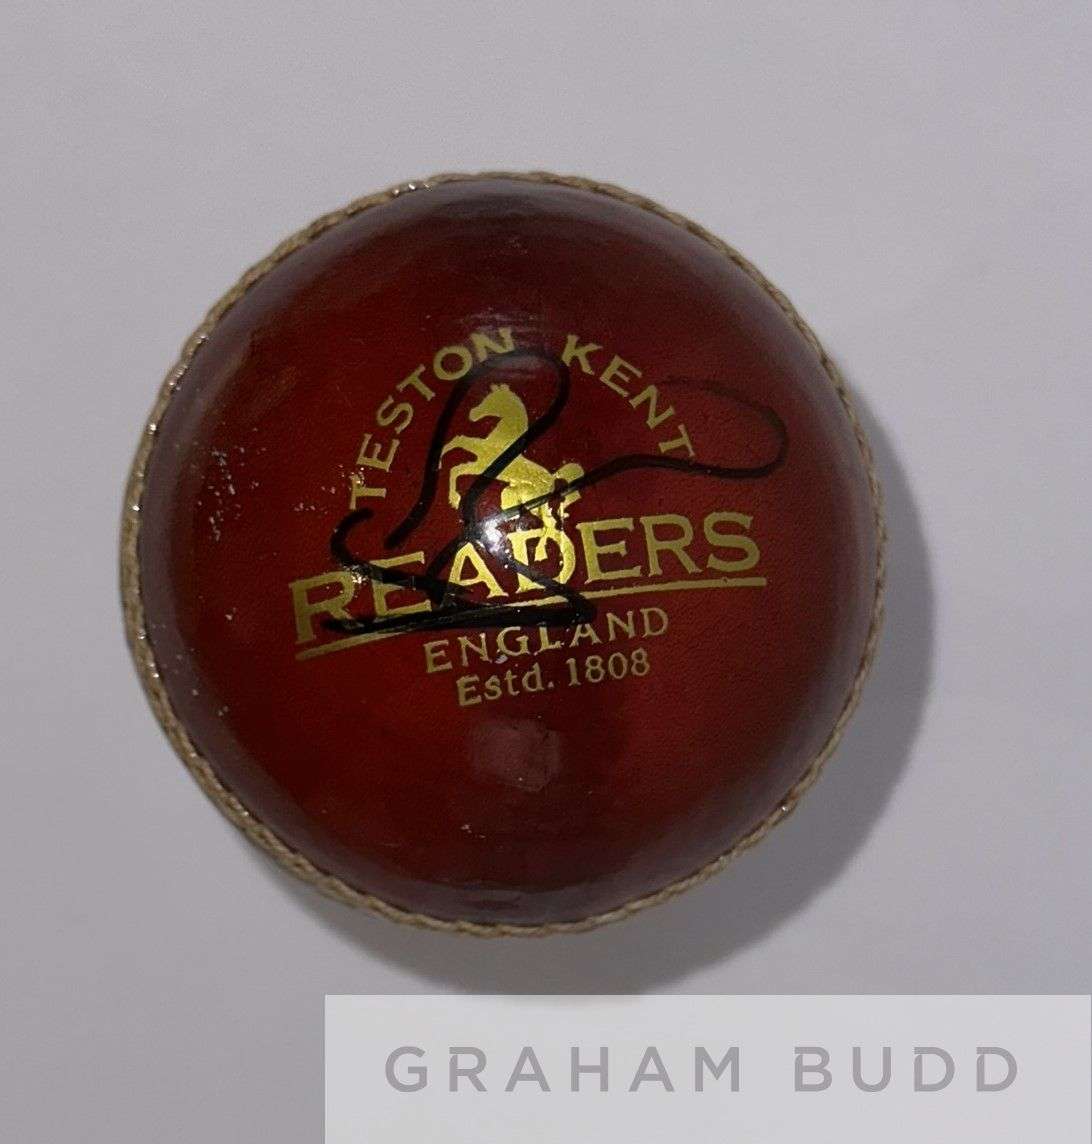 TESTON KENT
READERS
ENGLAND
Estd. 1808
GRAHAM BUDD